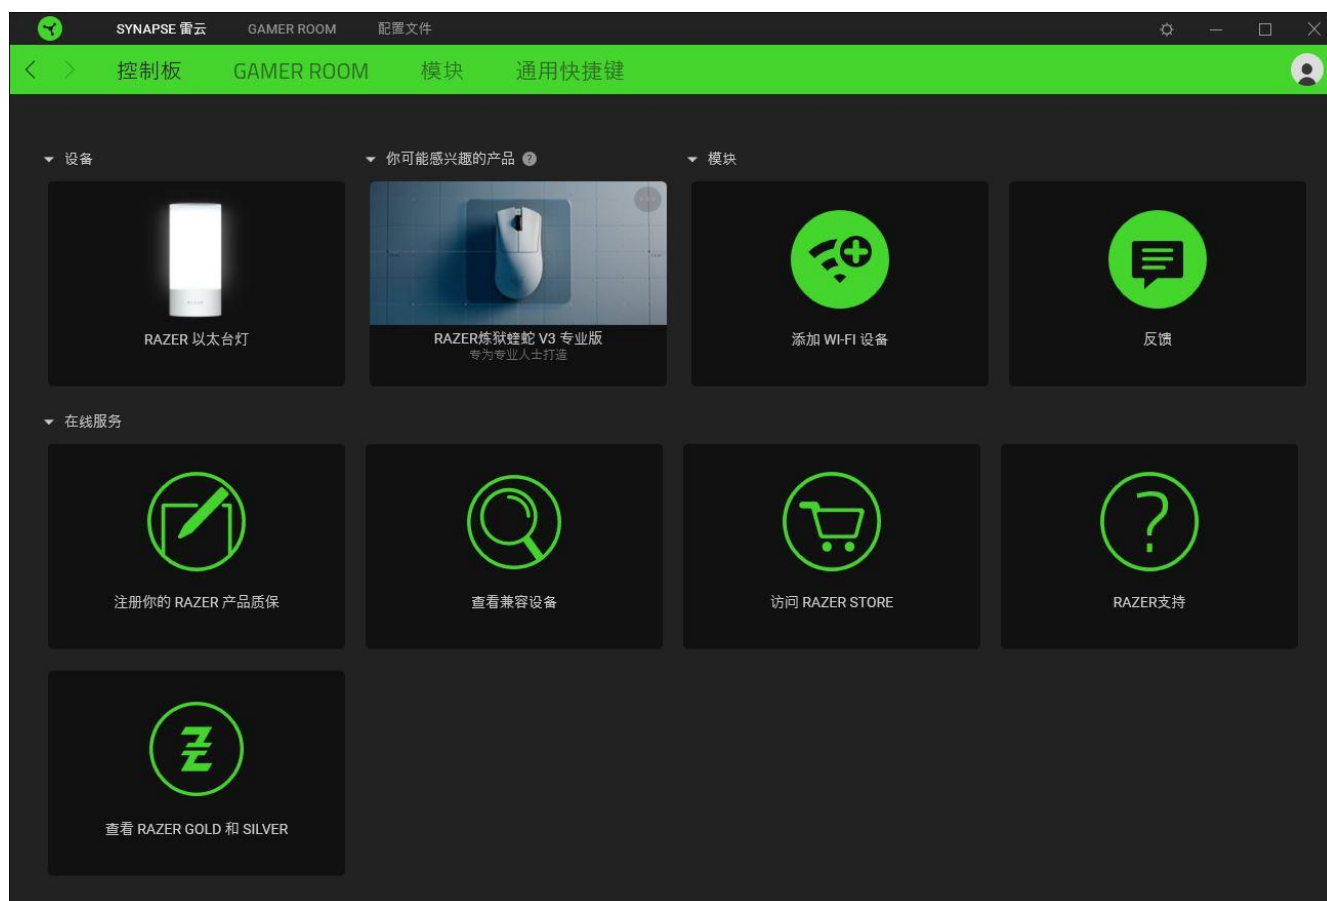 SYNAPSE 雷云
GAMER ROOM
配置文件
控制板
GAMER ROOM
模块
通用快捷键
设备
你可能感兴趣的产品 ?
模块
RAZER 以太台灯
RAZER炼狱蝰蛇 V3 专业版
专为专业人士打造
添加 WI-FI 设备
反馈
在线服务
注册你的 RAZER 产品质保
查看兼容设备
访问 RAZER STORE
RAZER支持
查看 RAZER GOLD 和 SILVER